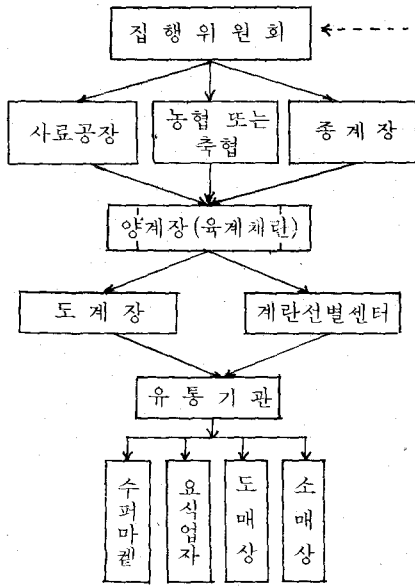 집행위원회
사료공장
농협 또는
축협
종계장
양계장(육계채란)
도계장
계란선별센터
유통기관
수퍼마켙
요식업자
도매상
소매상